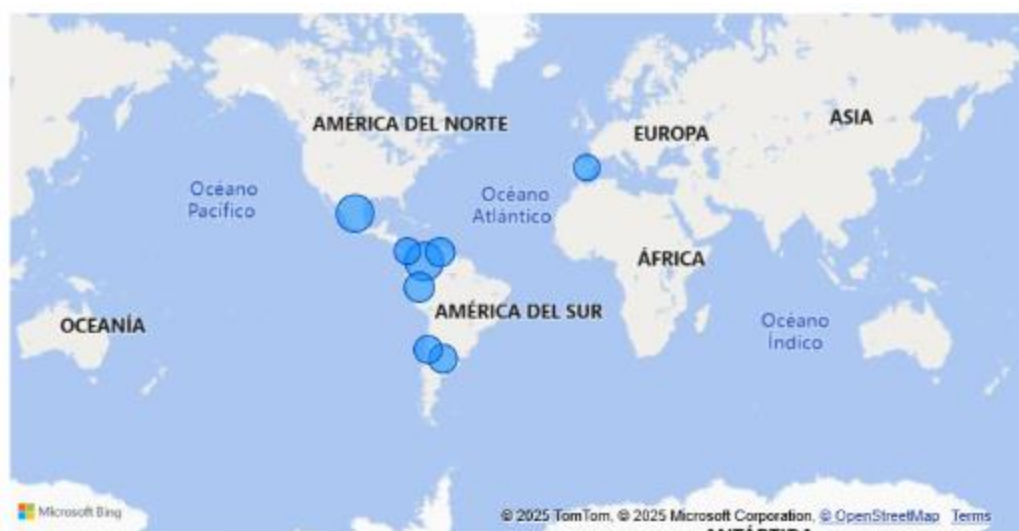 AMÉRICA DEL NORTE
EUROPA
ASIA
Océano
Pacífico
Océano
Atlántico
ÁFRICA
OCEANÍA
AMÉRICA DEL SUR
Océano
Índico
Microsoft Bing
© 2025 TomTom, © 2025 Microsoft Corporation, © OpenStreetMap Terms